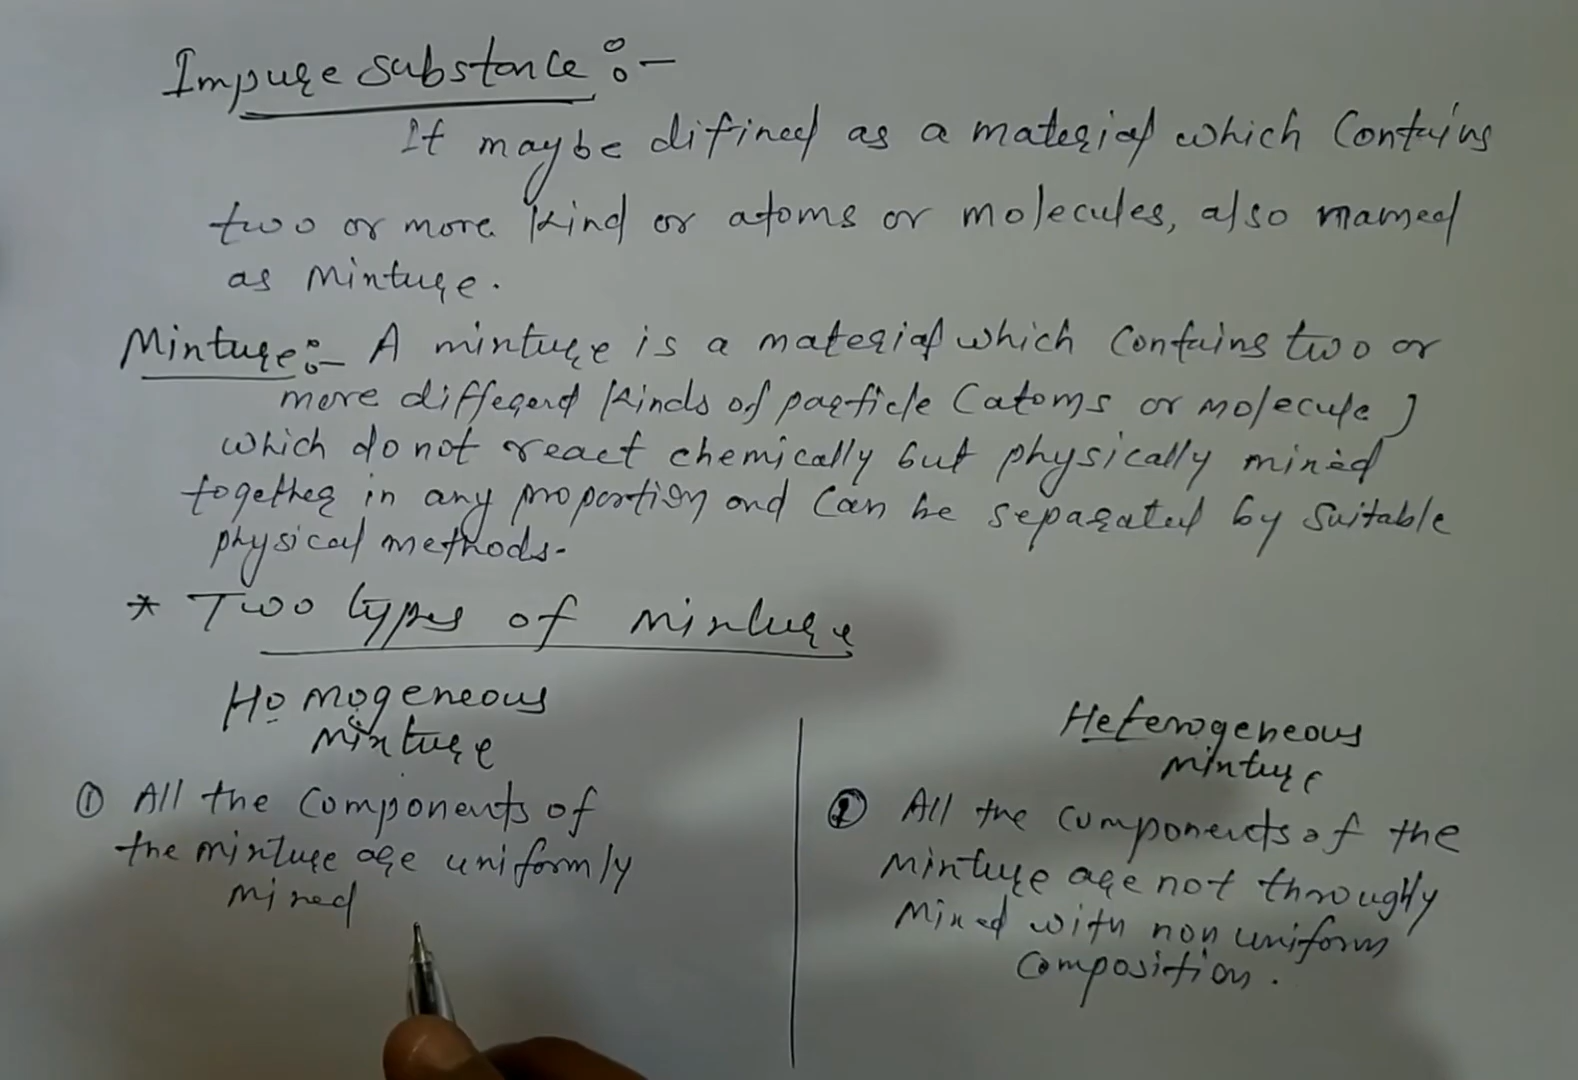 Impure substance :-
It maybe difined as a material which Contains
two or more kind or atoms or molecules, also named
as Mixture.
Mixture:- A mixture is a material which Contains two or
more differend kinds of particle (atoms or molecule)
which do not react chemically but physically mixed
together in any proportion and Can be separated by Suitable
physical methods.
* Two types of mixture
Homogeneous
Mixture
① All the Components of
the mixture are uniformly
mixed
Heterogeneous
mixture
② All the Components of the
Mixture are not throughly
Mixed with non uniform
Composition.